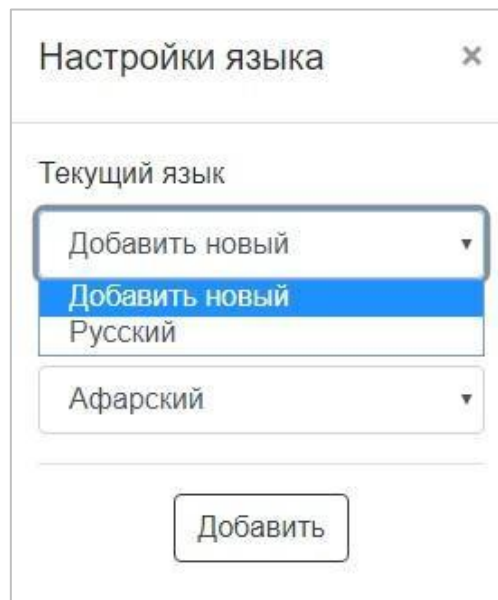 Настройки языка ×
Текущий язык
Добавить новый
Добавить новый
Русский
Афарский
Добавить